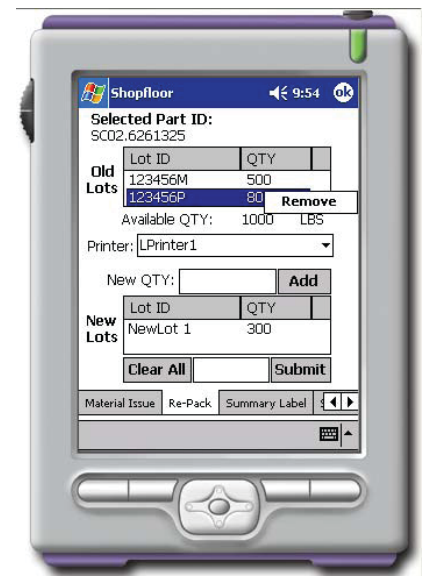 Shopfloor 9:54 ok
Selected Part ID:
SC02.6261325
Old Lots
Lot ID QTY
123456M 500
123456P 80
Remove
Available QTY: 1000 LBS
Printer: LPrinter1
New QTY: Add
New Lots
Lot ID QTY
NewLot 1 300
Clear All Submit
Material Issue Re-Pack Summary Label